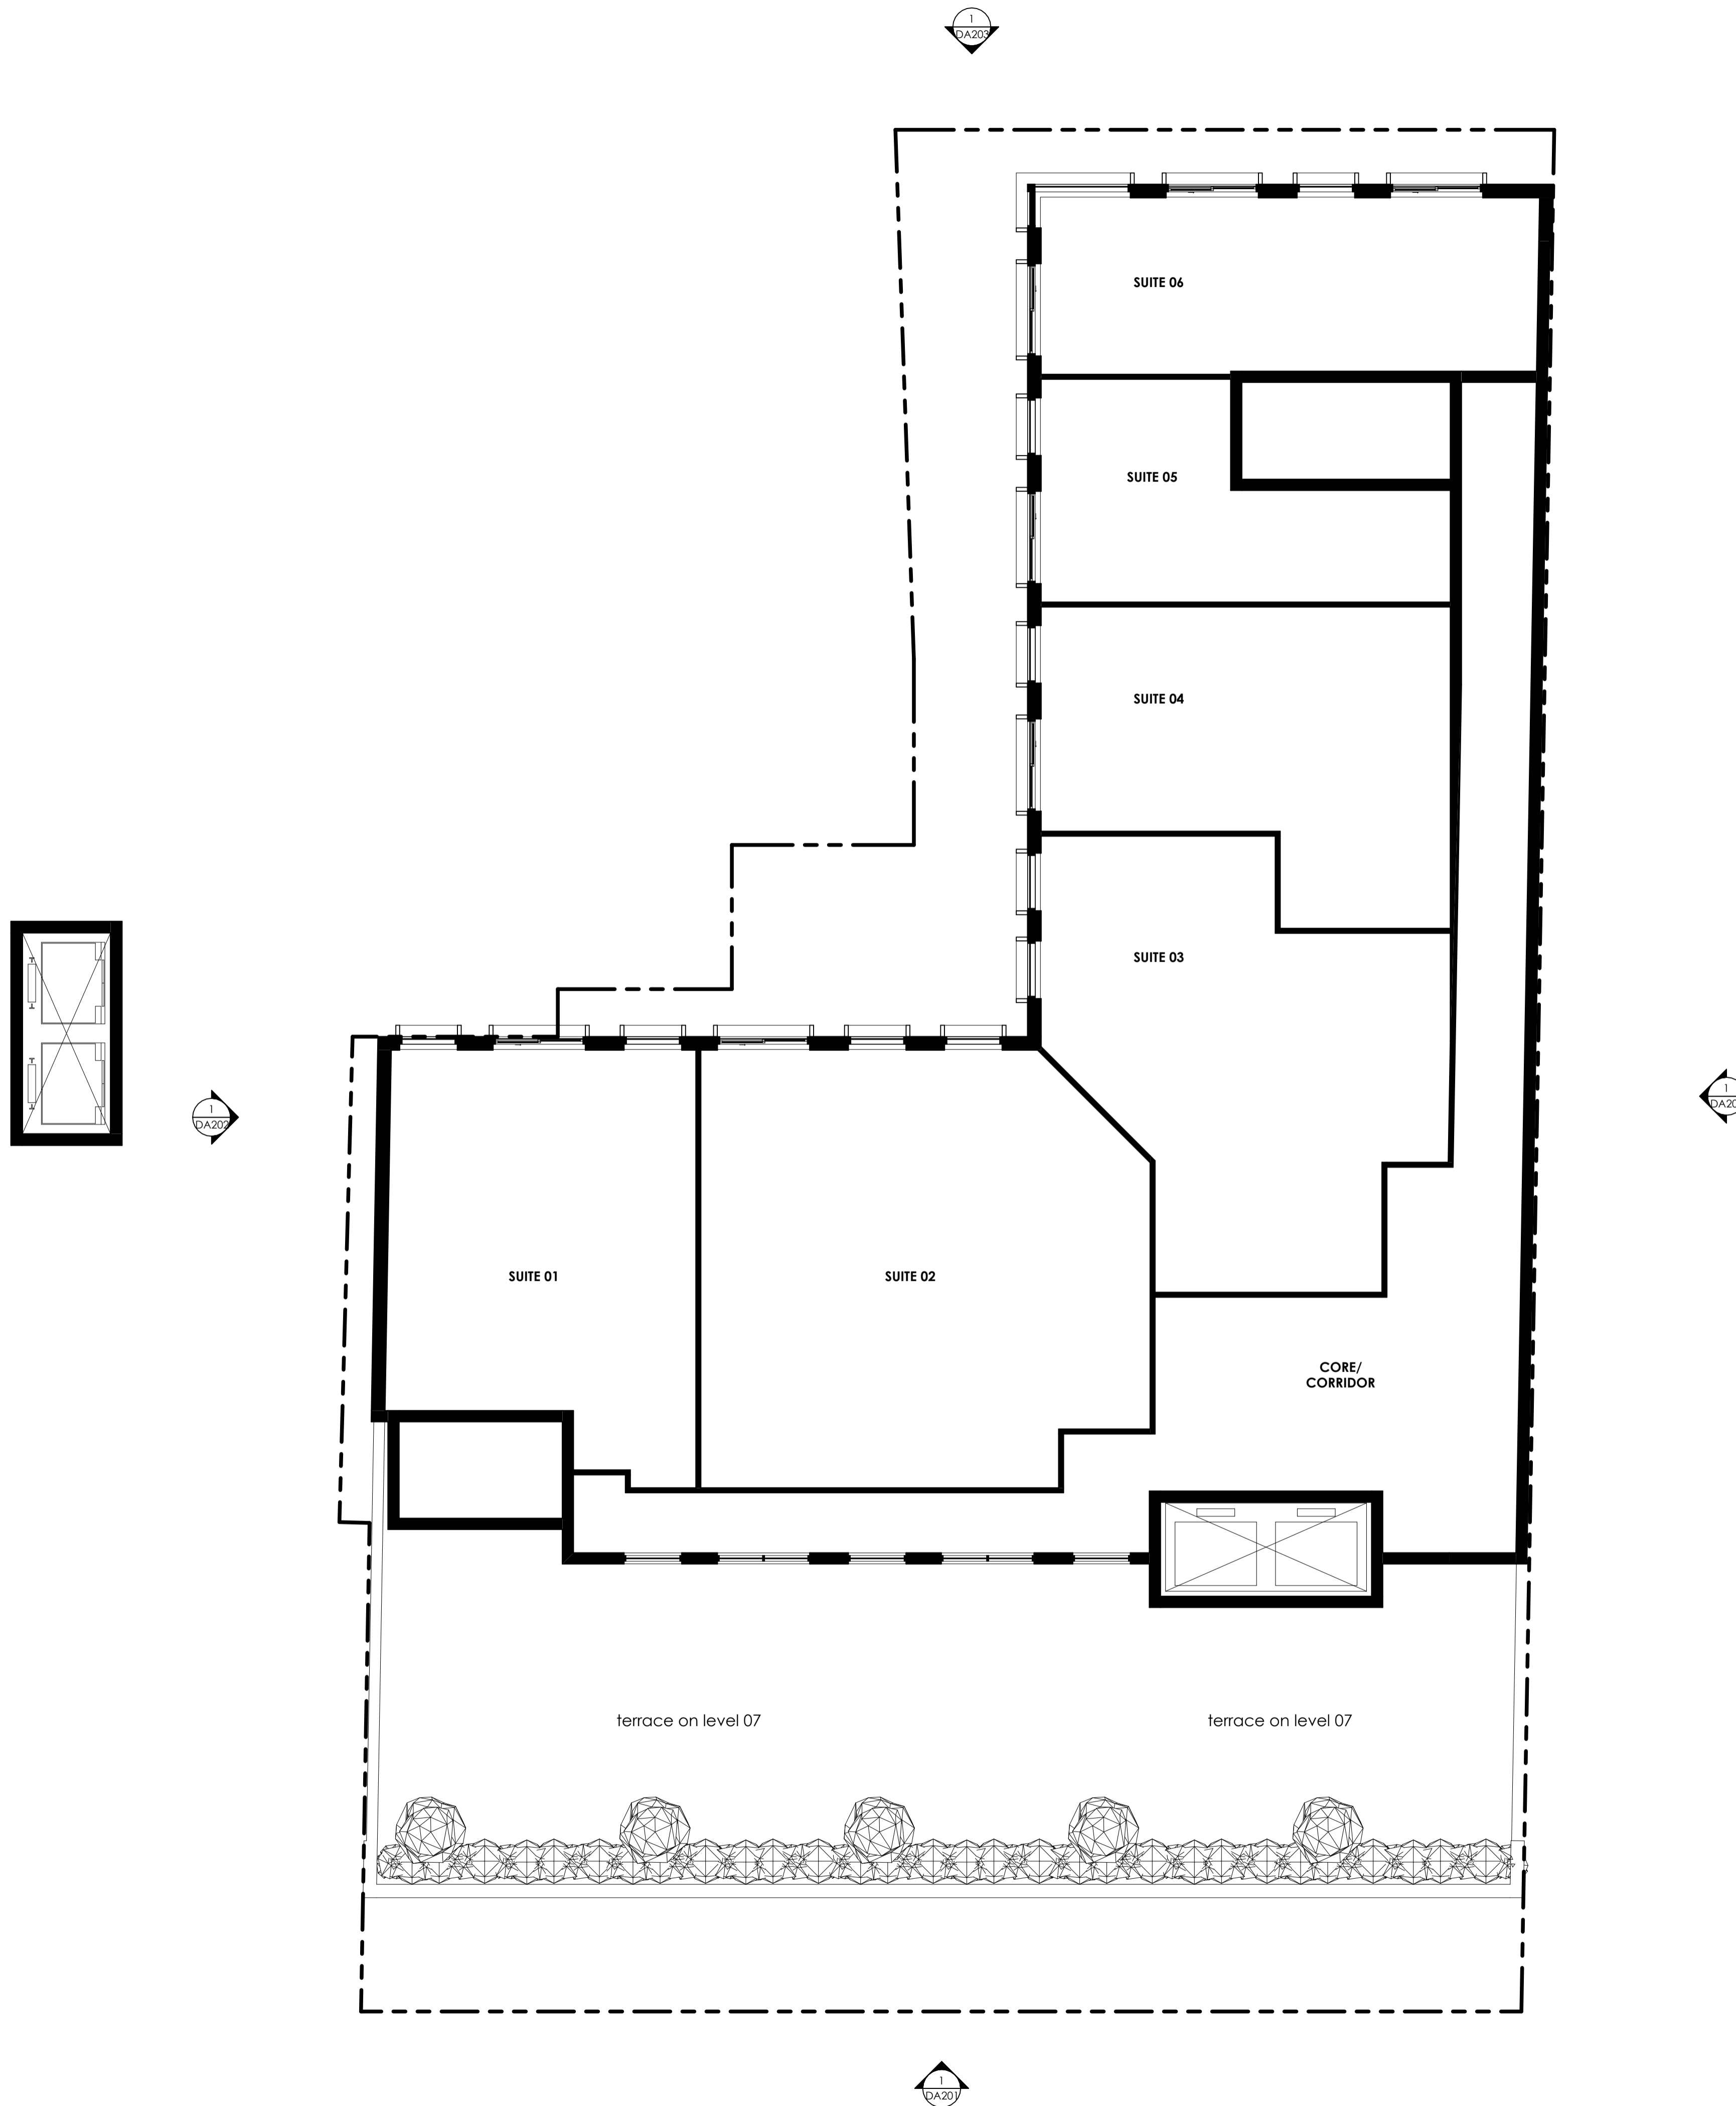 1
DA203
SUITE 06
SUITE 05
SUITE 04
SUITE 03
1
DA202
1
SUITE 01
SUITE 02
CORE/
CORRIDOR
terrace on level 07
terrace on level 07
1
DA201